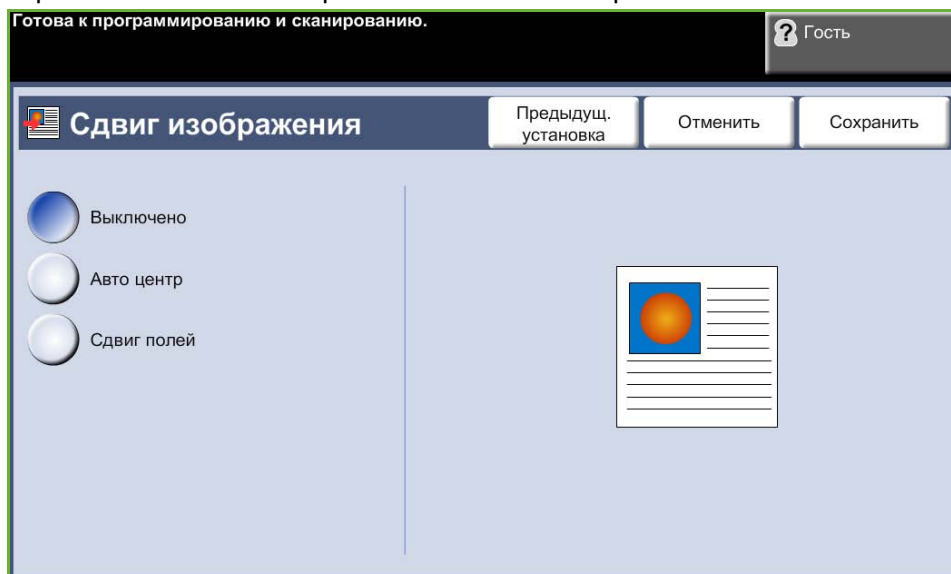 Готова к программированию и сканированию.
Гость
Сдвиг изображения
Предыдущ.
установка
Отменить
Сохранить
Выключено
Авто центр
Сдвиг полей